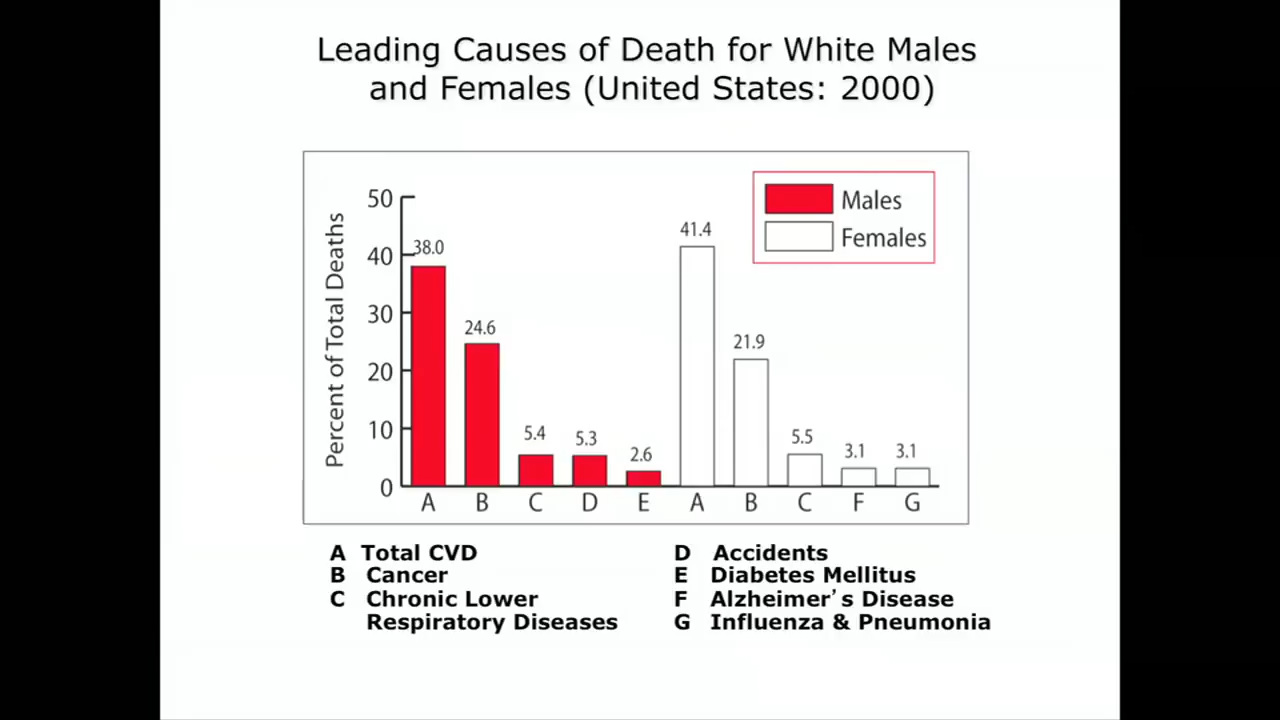 Leading Causes of Death for White Males
and Females (United States: 2000)
Percent of Total Deaths
50
40
30
20
10
0
38.0
24.6
5.4
5.3
2.6
41.4
21.9
5.5
3.1
3.1
A B C D E A B C F G
Males
Females
A Total CVD
B Cancer
C Chronic Lower
Respiratory Diseases
D Accidents
E Diabetes Mellitus
F Alzheimer’s Disease
G Influenza & Pneumonia